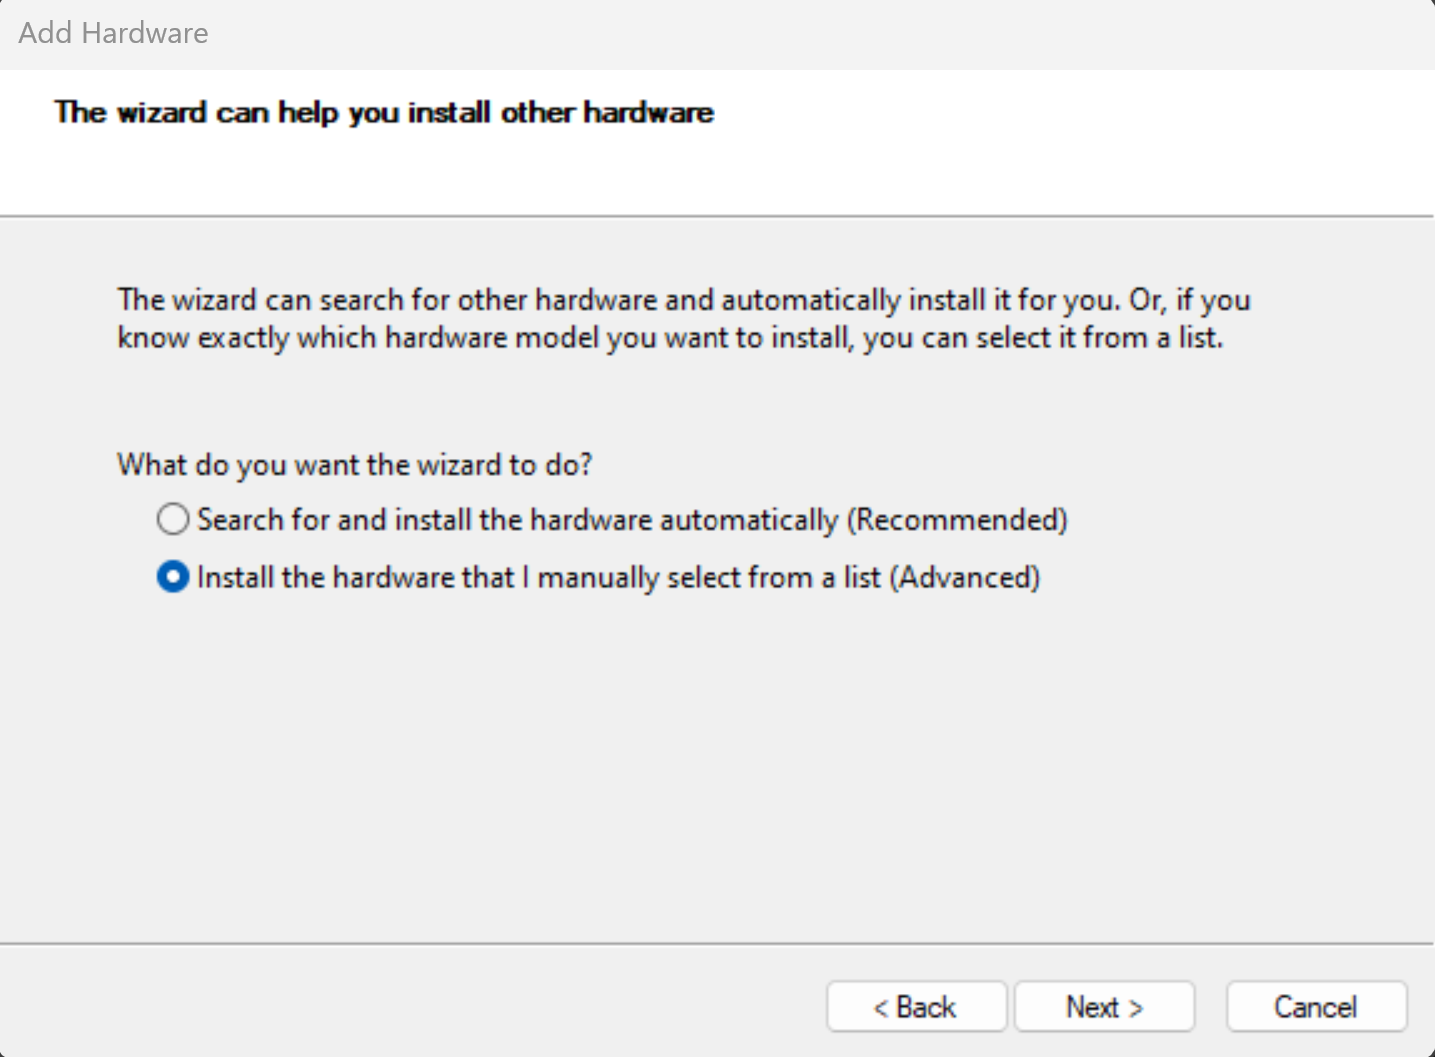 Add Hardware
The wizard can help you install other hardware
The wizard can search for other hardware and automatically install it for you. Or, if you
know exactly which hardware model you want to install, you can select it from a list.
What do you want the wizard to do?
Search for and install the hardware automatically (Recommended)
Install the hardware that I manually select from a list (Advanced)
< Back
Next >
Cancel